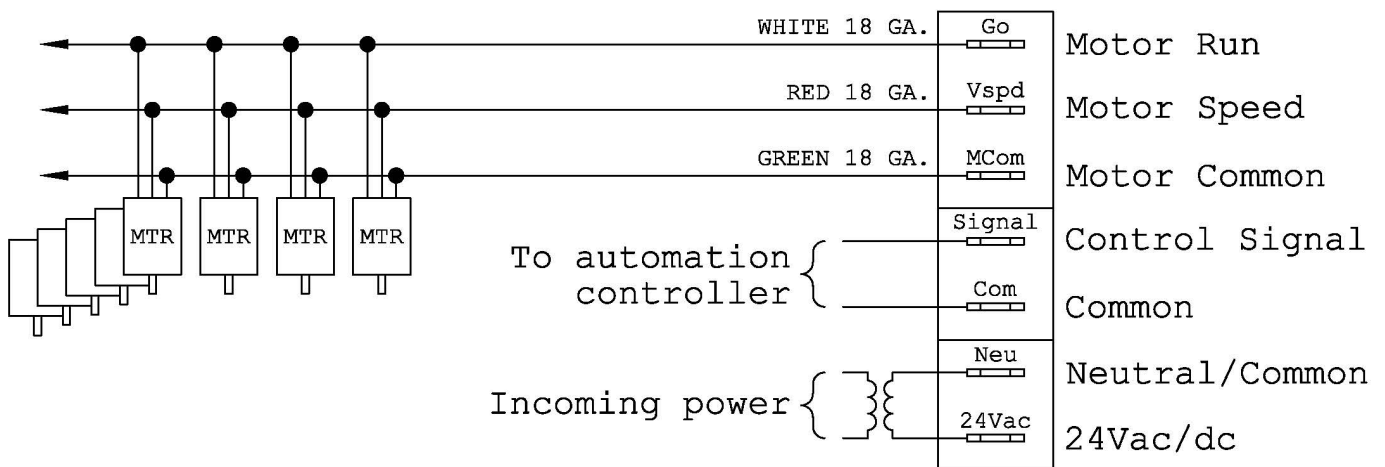 WHITE 18 GA.
Go
Motor Run
RED 18 GA.
Vspd
Motor Speed
GREEN 18 GA.
MCom
Motor Common
MTR
MTR
MTR
MTR
Signal
Control Signal
To automation
controller
Com
Common
Neu
Neutral/Common
Incoming power
24Vac
24Vac/dc